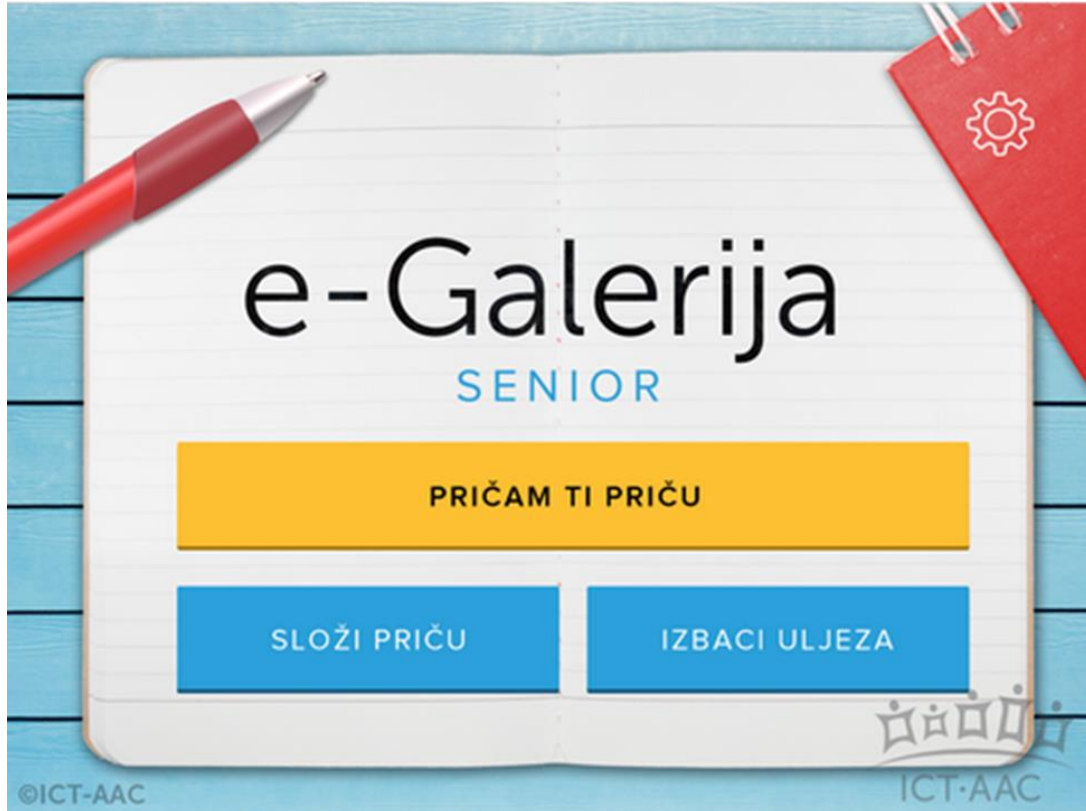 e-Galerija
SENIOR
PRIČAM TI PRIČU
SLOŽI PRIČU
IZBACI ULJEZA
©ICT-AAC
ICT·AAC